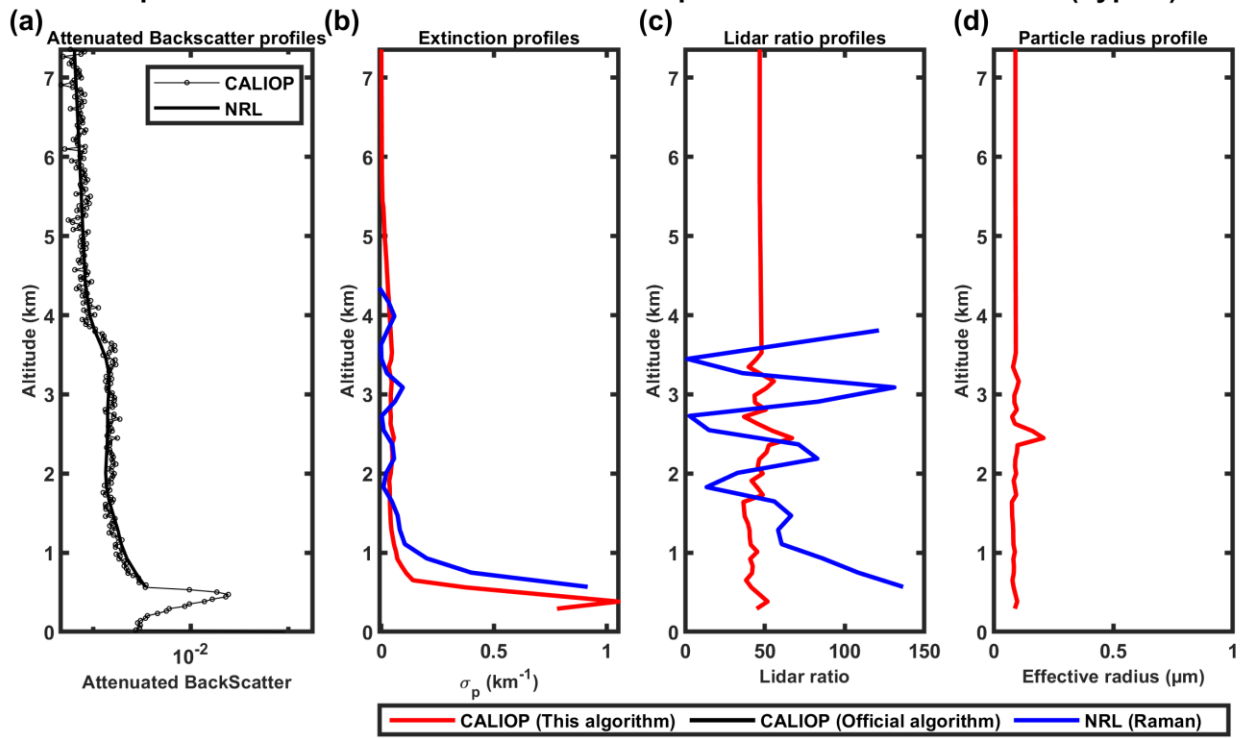 (a) (b) (c) (d)
Attenuated Backscatter profiles
Extinction profiles
Lidar ratio profiles
Particle radius profile
CALIOP
NRL
Altitude (km)
7
6
5
4
3
2
1
0
10-2
Attenuated BackScatter
Altitude (km)
7
6
5
4
3
2
1
0
0 0.5 1
σp (km-1)
Altitude (km)
7
6
5
4
3
2
1
0
0 50 100 150
Lidar ratio
Altitude (km)
7
6
5
4
3
2
1
0
0 1
Effective radius (μm)
CALIOP (This algorithm) CALIOP (Official algorithm) NRL (Raman)